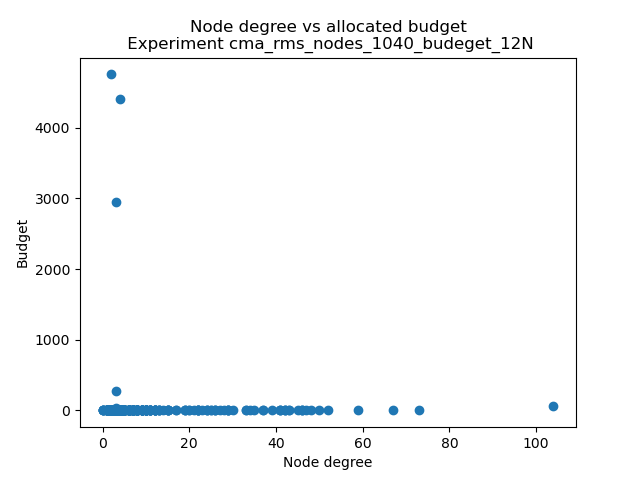 Node degree vs allocated budget
Experiment cma_rms_nodes_1040_budeget_12N
4000
3000
2000
1000
0
Budget
0 20 40 60 80 100
Node degree